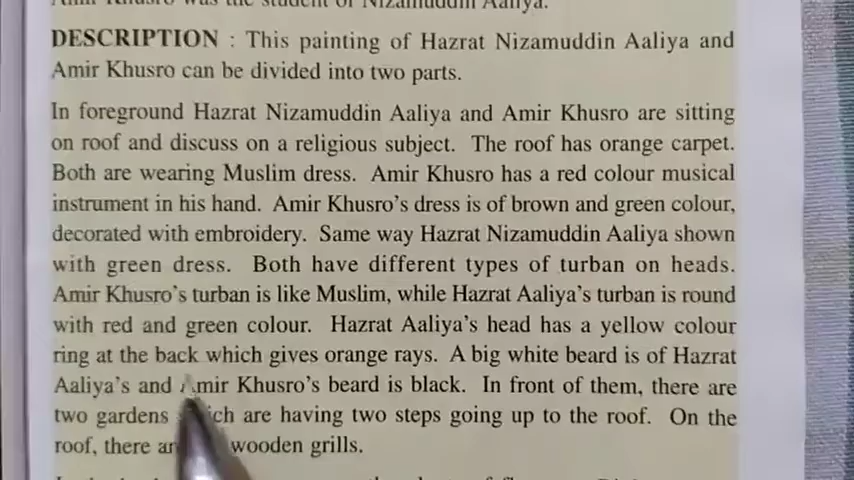 Amir Khusro was the student of Nizamuddin Aaliya.
DESCRIPTION : This painting of Hazrat Nizamuddin Aaliya and
Amir Khusro can be divided into two parts.
In foreground Hazrat Nizamuddin Aaliya and Amir Khusro are sitting
on roof and discuss on a religious subject. The roof has orange carpet.
Both are wearing Muslim dress. Amir Khusro has a red colour musical
instrument in his hand. Amir Khusro's dress is of brown and green colour,
decorated with embroidery. Same way Hazrat Nizamuddin Aaliya shown
with green dress. Both have different types of turban on heads.
Amir Khusro's turban is like Muslim, while Hazrat Aaliya's turban is round
with red and green colour. Hazrat Aaliya's head has a yellow colour
ring at the back which gives orange rays. A big white beard is of Hazrat
Aaliya's and Amir Khusro's beard is black. In front of them, there are
two gardens which are having two steps going up to the roof. On the
roof, there wooden grills.